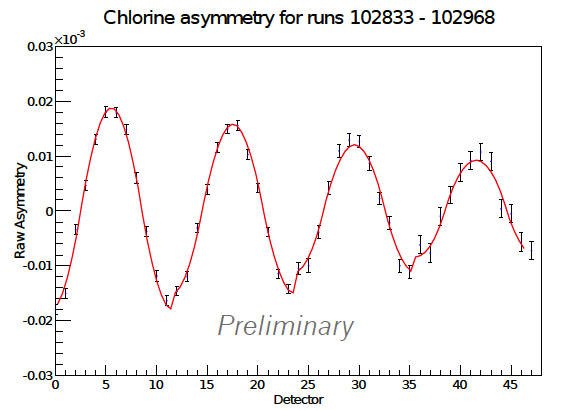 Chlorine asymmetry for runs 102833 - 102968
×10⁻³
0.03
0.02
0.01
0
-0.01
-0.02
-0.03
Raw Asymmetry
Preliminary
0 5 10 15 20 25 30 35 40 45
Detector